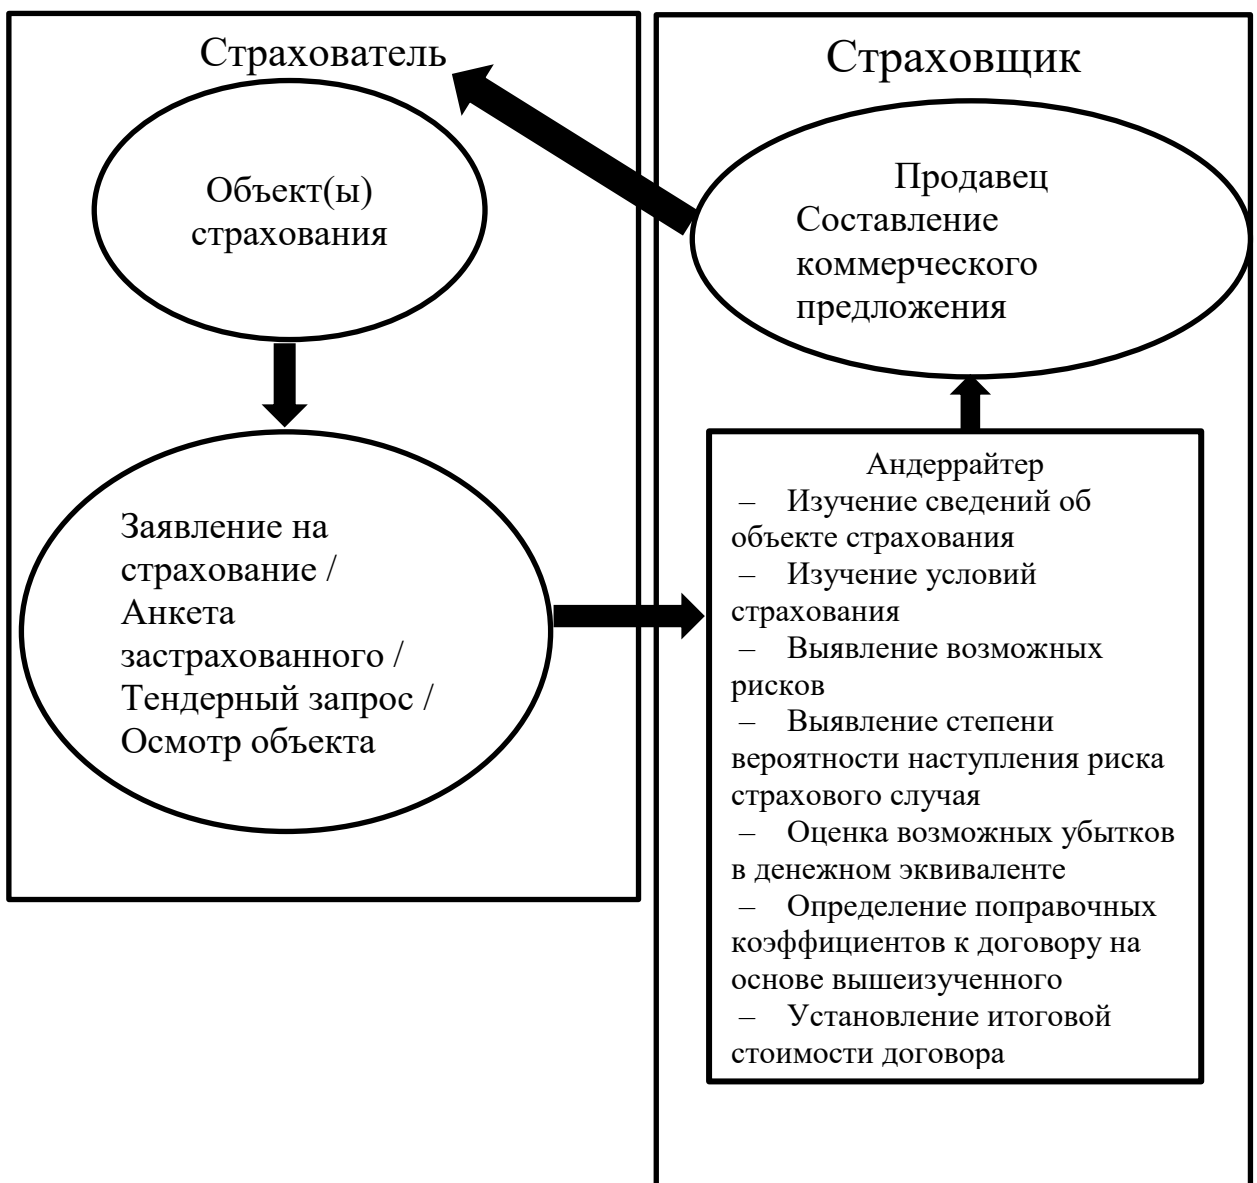 Страхователь
Объект(ы)
страхования
Заявление на
страхование /
Анкета
застрахованного /
Тендерный запрос /
Осмотр объекта
Страховщик
Продавец
Составление
коммерческого
предложения
Андеррайтер
– Изучение сведений об
объекте страхования
– Изучение условий
страхования
– Выявление возможных
рисков
– Выявление степени
вероятности наступления риска
страхового случая
– Оценка возможных убытков
в денежном эквиваленте
– Определение поправочных
коэффициентов к договору на
основе вышеизученного
– Установление итоговой
стоимости договора